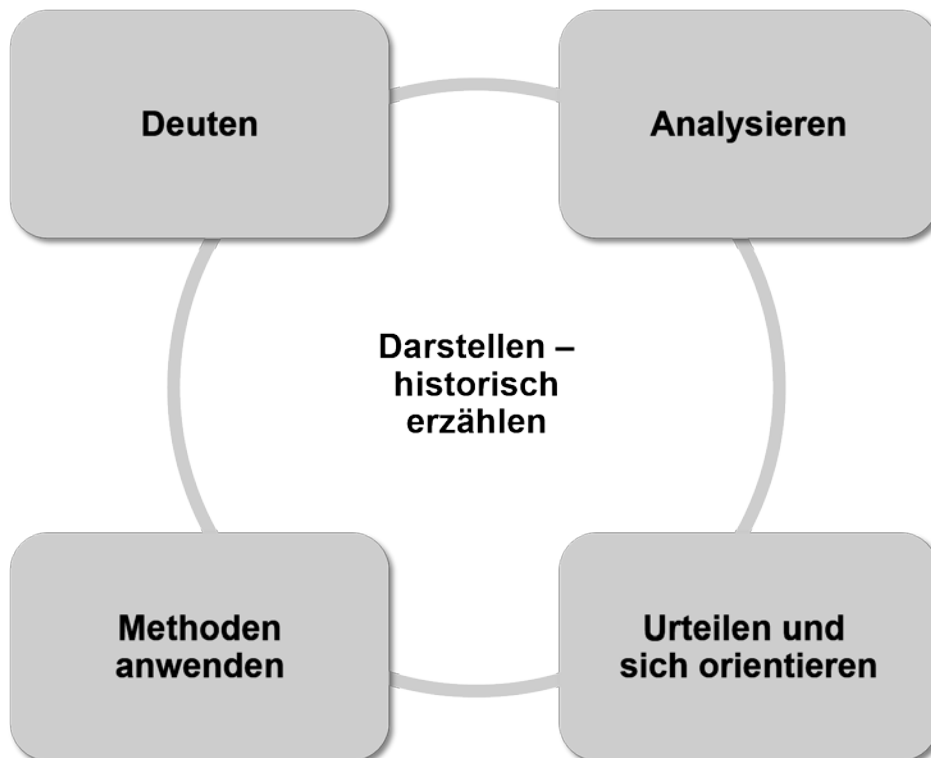 Deuten
Analysieren
Darstellen –
historisch
erzählen
Methoden
anwenden
Urteilen und
sich orientieren